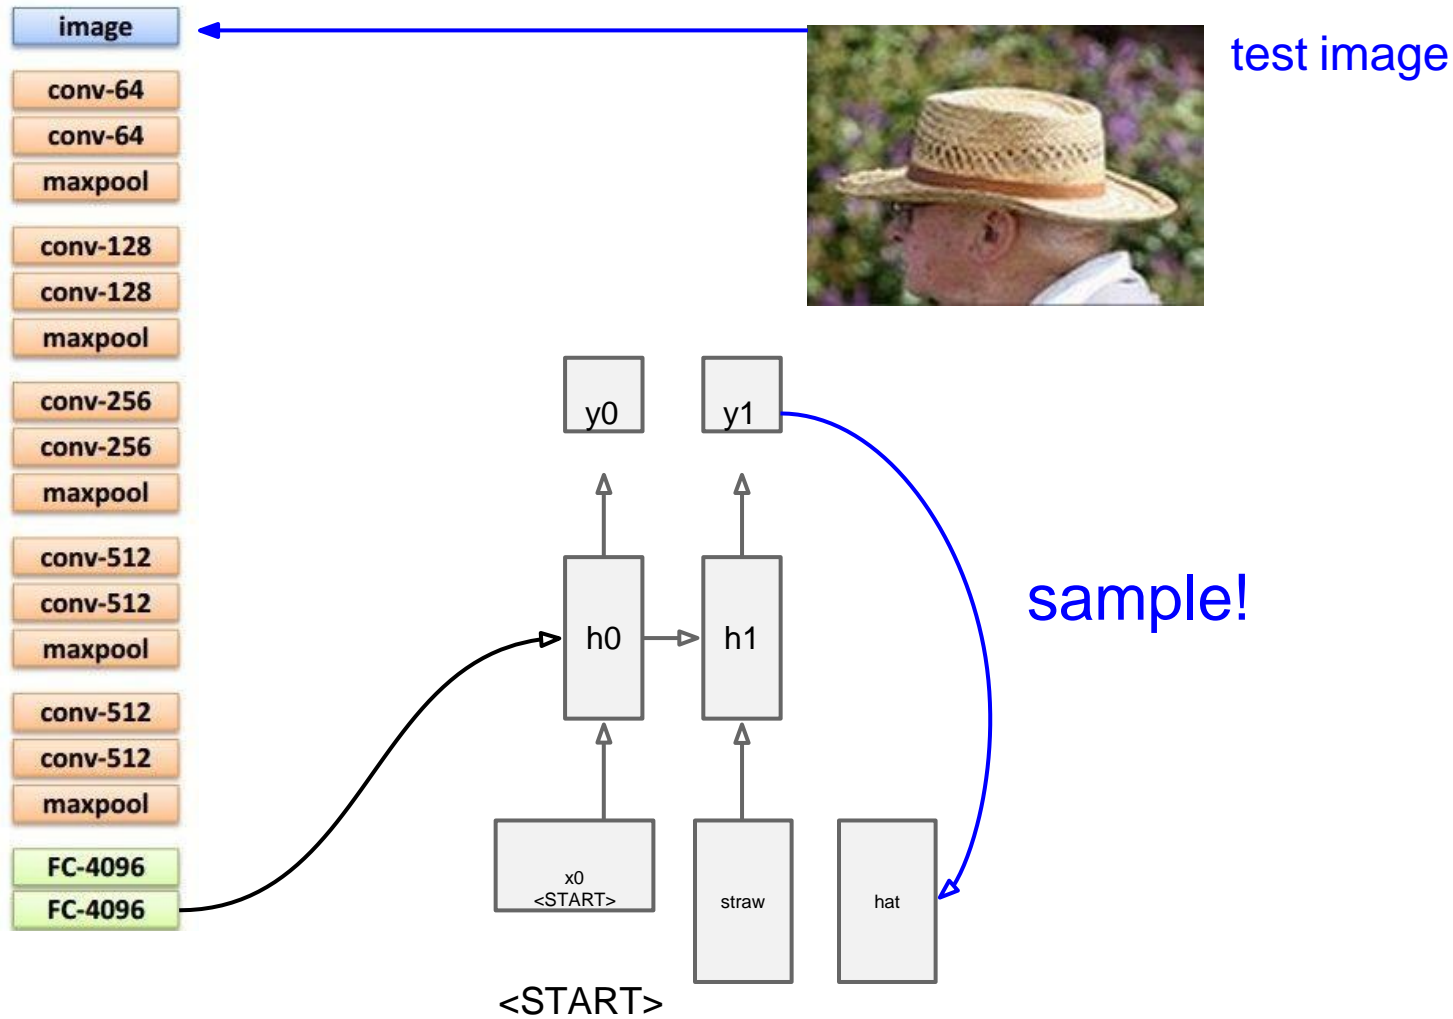 image
conv-64
conv-64
maxpool
conv-128
conv-128
maxpool
conv-256
conv-256
maxpool
conv-512
conv-512
maxpool
conv-512
conv-512
maxpool
FC-4096
FC-4096
test image
y0
y1
h0
h1
sample!
x0
<START>
straw
hat
<START>